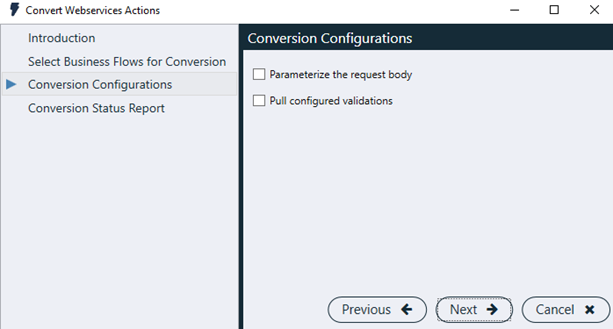 Convert Webservices Actions
Introduction
Select Business Flows for Conversion
Conversion Configurations
Conversion Status Report
Conversion Configurations
Parameterize the request body
Pull configured validations
Previous
Next
Cancel